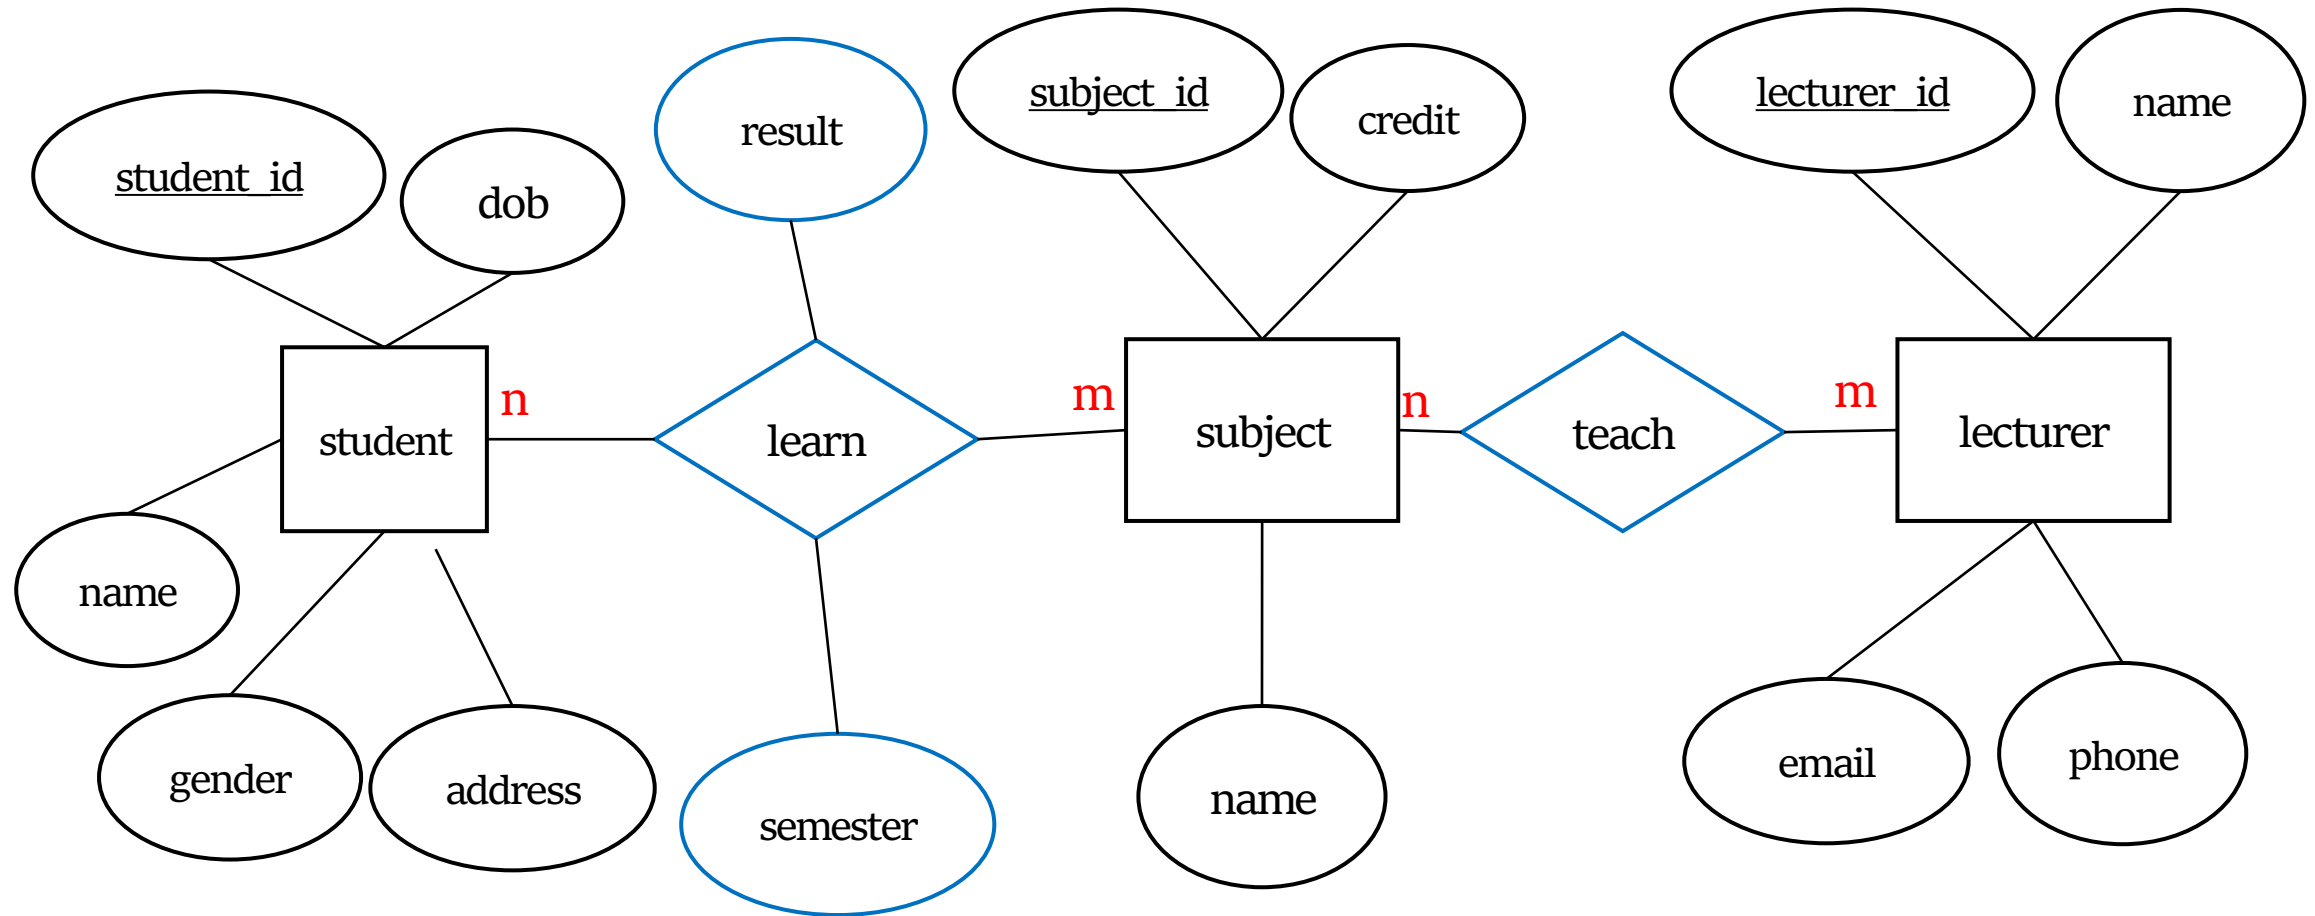 subject_id
lecturer_id
name
credit
result
student_id
dob
n
m
n
m
student
learn
subject
teach
lecturer
name
gender
address
semester
name
email
phone